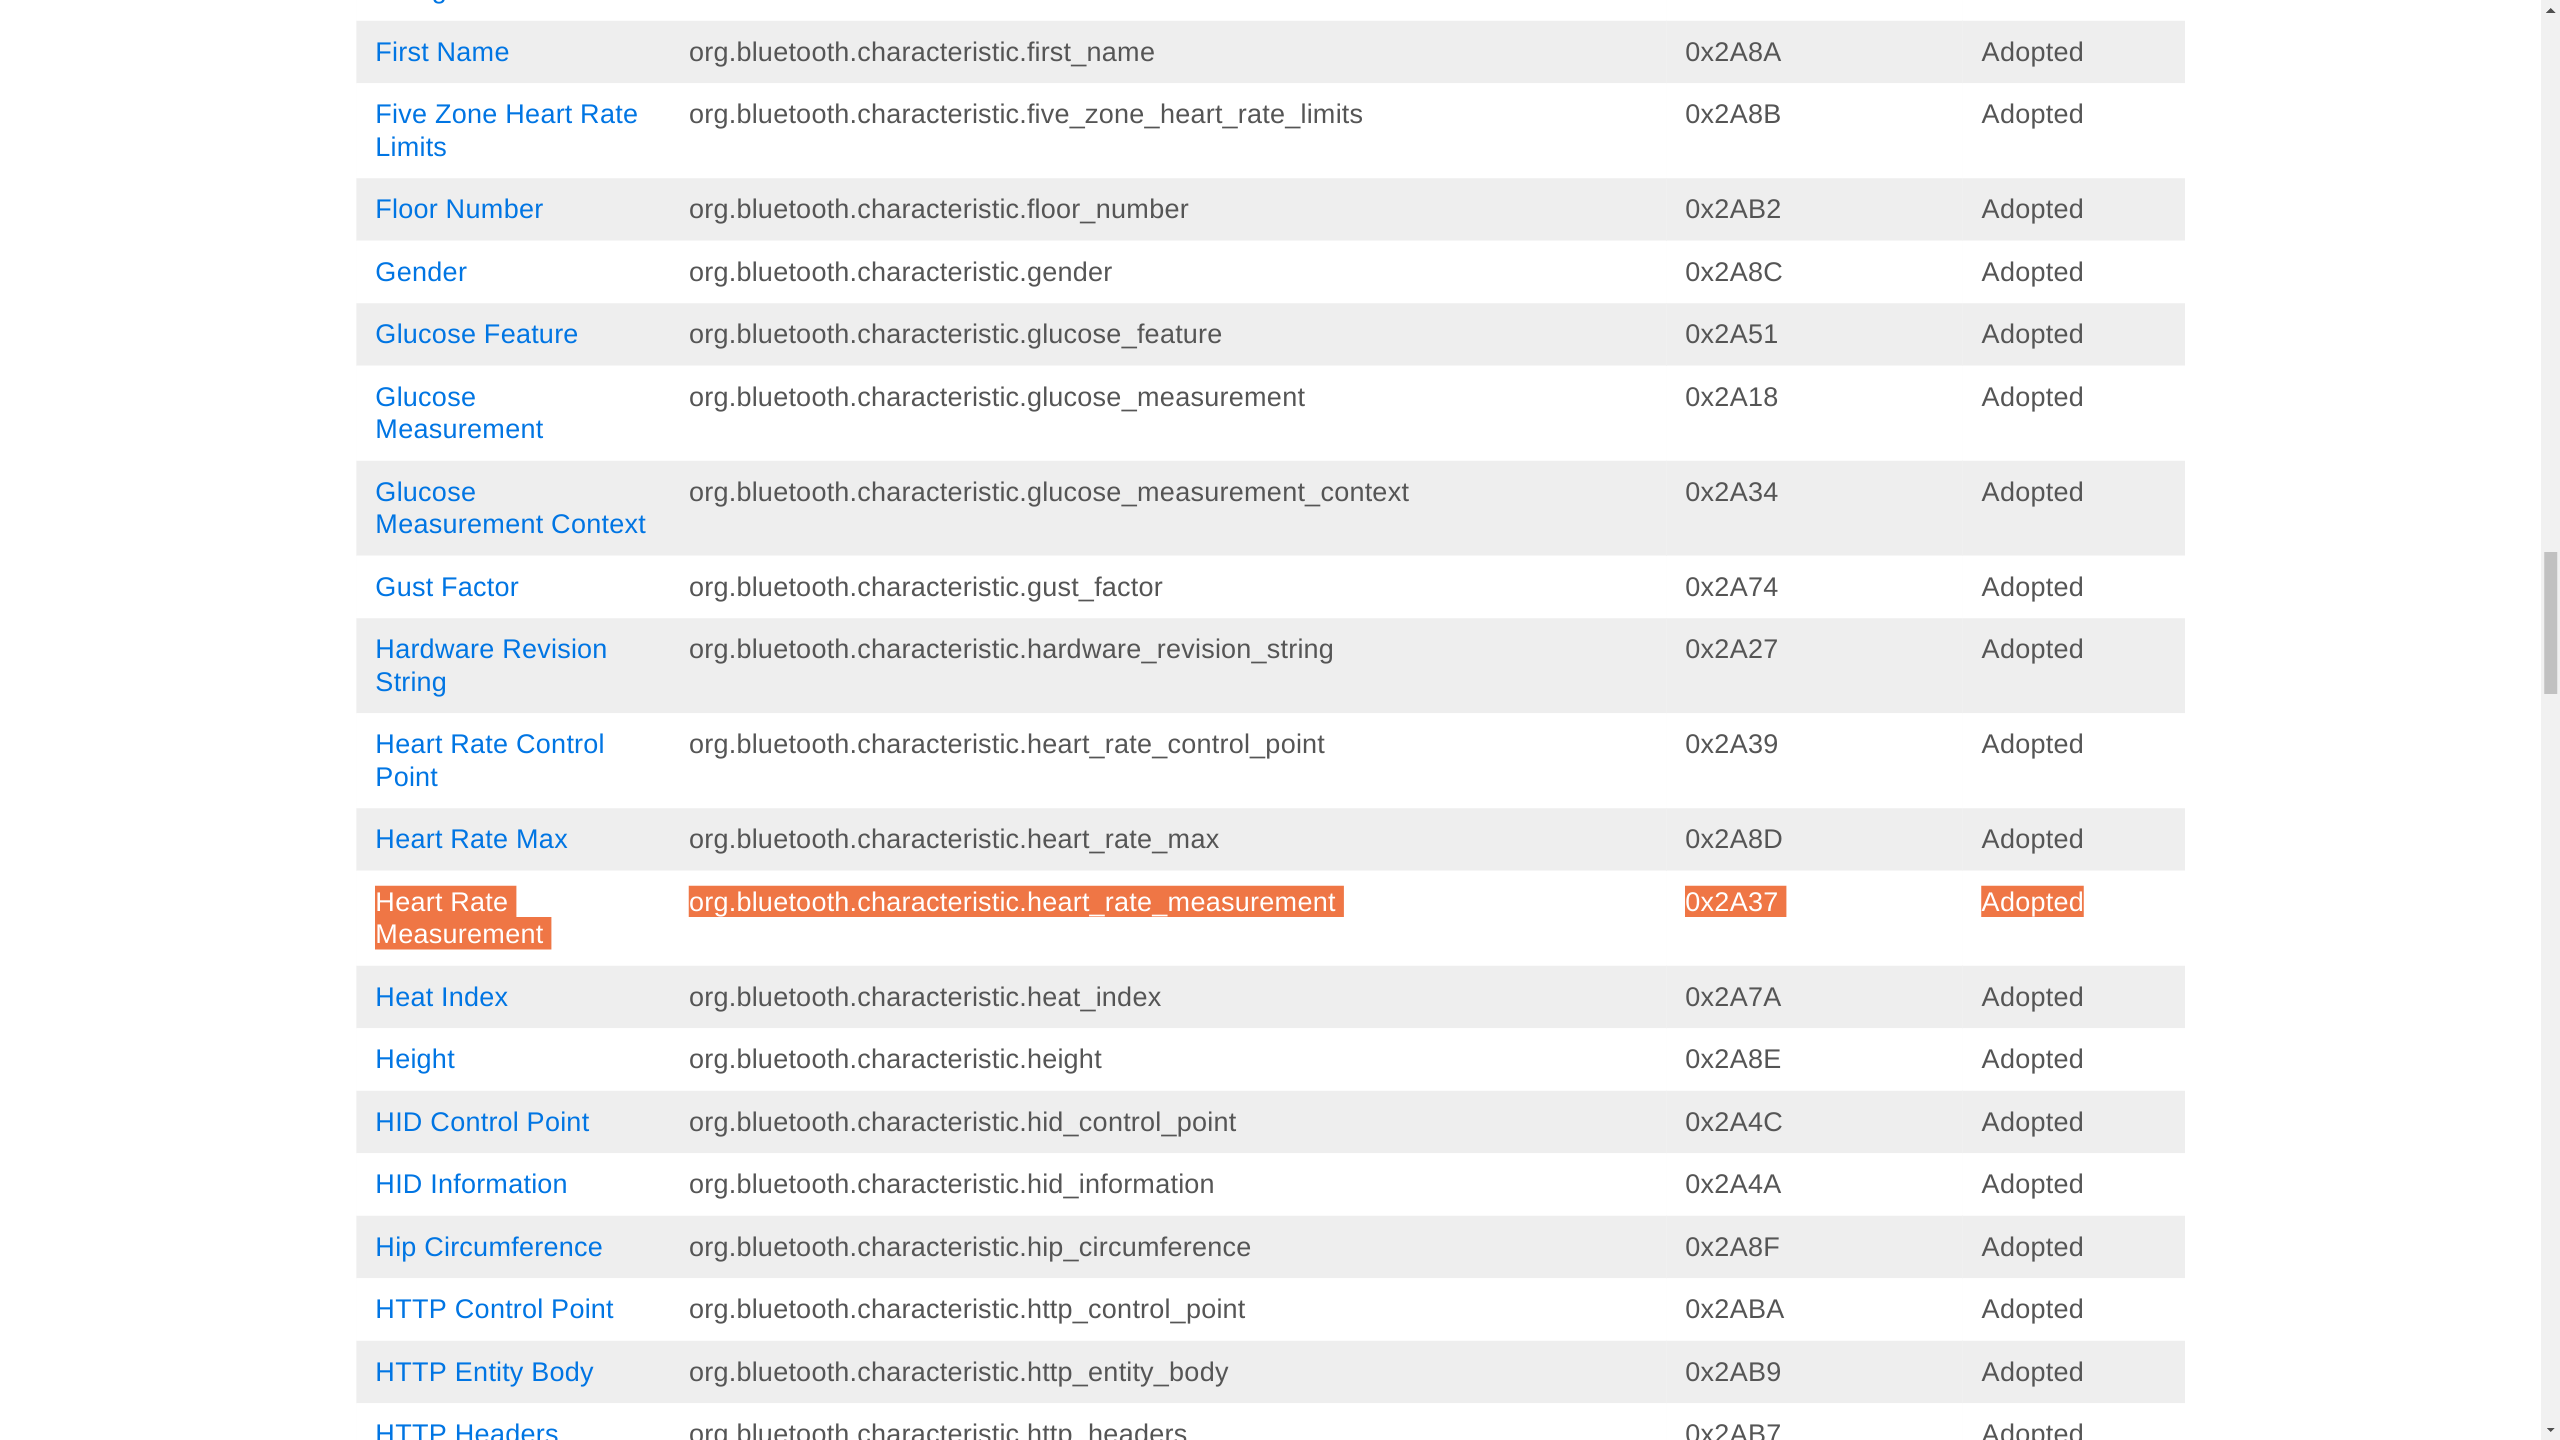 First Name org.bluetooth.characteristic.first_name 0x2A8A Adopted
Five Zone Heart Rate org.bluetooth.characteristic.five_zone_heart_rate_limits 0x2A8B Adopted
Limits
Floor Number org.bluetooth.characteristic.floor_number 0x2AB2 Adopted
Gender org.bluetooth.characteristic.gender 0x2A8C Adopted
Glucose Feature org.bluetooth.characteristic.glucose_feature 0x2A51 Adopted
Glucose org.bluetooth.characteristic.glucose_measurement 0x2A18 Adopted
Measurement
Glucose org.bluetooth.characteristic.glucose_measurement_context 0x2A34 Adopted
Measurement Context
Gust Factor org.bluetooth.characteristic.gust_factor 0x2A74 Adopted
Hardware Revision org.bluetooth.characteristic.hardware_revision_string 0x2A27 Adopted
String
Heart Rate Control org.bluetooth.characteristic.heart_rate_control_point 0x2A39 Adopted
Point
Heart Rate Max org.bluetooth.characteristic.heart_rate_max 0x2A8D Adopted
Heart Rate org.bluetooth.characteristic.heart_rate_measurement 0x2A37 Adopted
Measurement
Heat Index org.bluetooth.characteristic.heat_index 0x2A7A Adopted
Height org.bluetooth.characteristic.height 0x2A8E Adopted
HID Control Point org.bluetooth.characteristic.hid_control_point 0x2A4C Adopted
HID Information org.bluetooth.characteristic.hid_information 0x2A4A Adopted
Hip Circumference org.bluetooth.characteristic.hip_circumference 0x2A8F Adopted
HTTP Control Point org.bluetooth.characteristic.http_control_point 0x2ABA Adopted
HTTP Entity Body org.bluetooth.characteristic.http_entity_body 0x2AB9 Adopted
HTTP Headers org.bluetooth.characteristic.http_headers 0x2AB7 Adopted